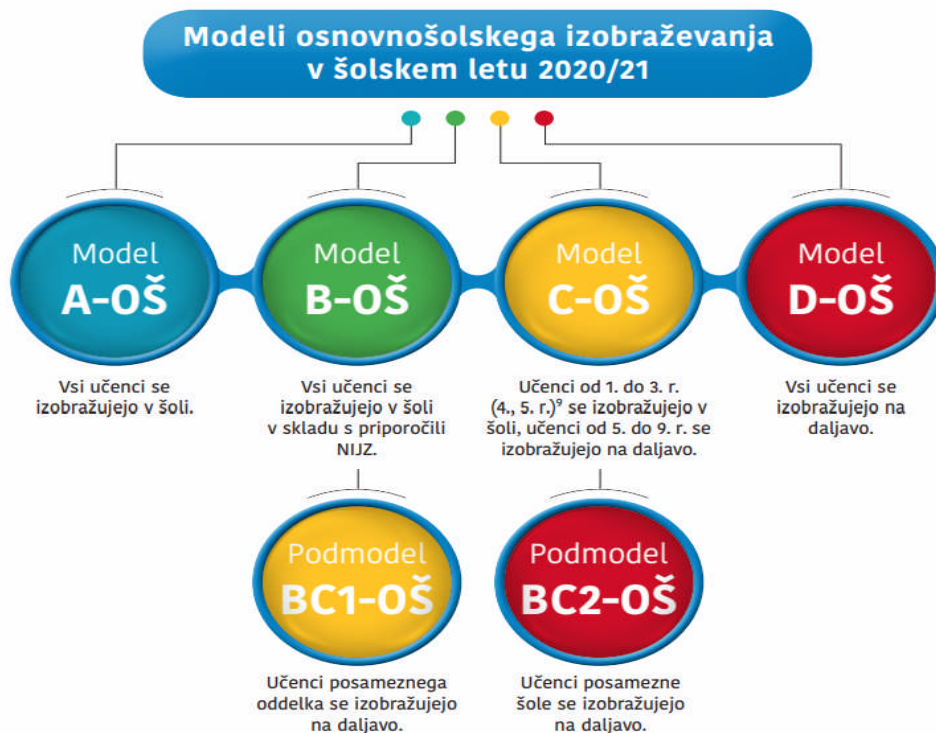 Modeli osnovnošolskega izobraževanja
v šolskem letu 2020/21
Model
A-OŠ
Vsi učenci se
izobražujejo v šoli.
Model
B-OŠ
Vsi učenci se
izobražujejo v šoli
v skladu s priporočili
NIJZ.
Model
C-OŠ
Učenci od 1. do 3. r.
(4., 5. r.)⁹ se izobražujejo v
šoli, učenci od 5. do 9. r. se
izobražujejo na daljavo.
Model
D-OŠ
Vsi učenci se
izobražujejo na
daljavo.
Podmodel
BC1-OŠ
Učenci posameznega
oddelka se izobražujejo
na daljavo.
Podmodel
BC2-OŠ
Učenci posamezne
šole se izobražujejo
na daljavo.